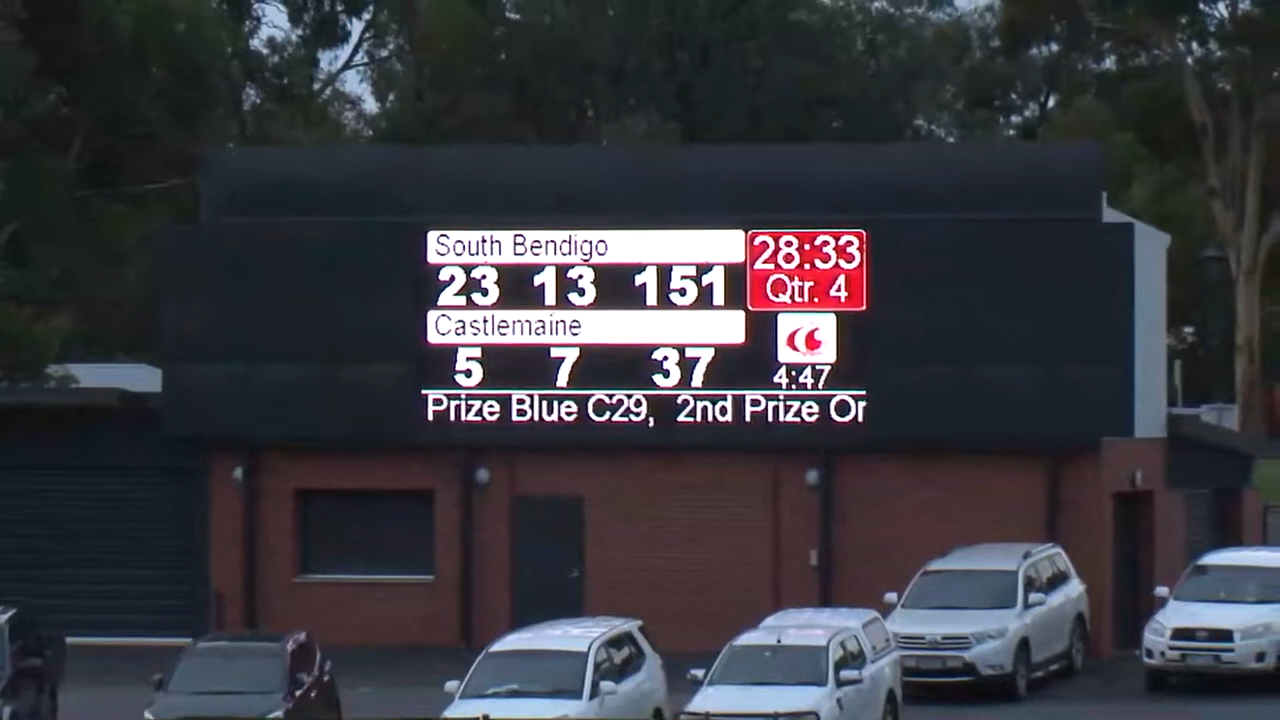 South Bendigo
28:33
23 13 151
Qtr. 4
Castlemaine
5 7 37
4:47
Prize Blue C29, 2nd Prize Or